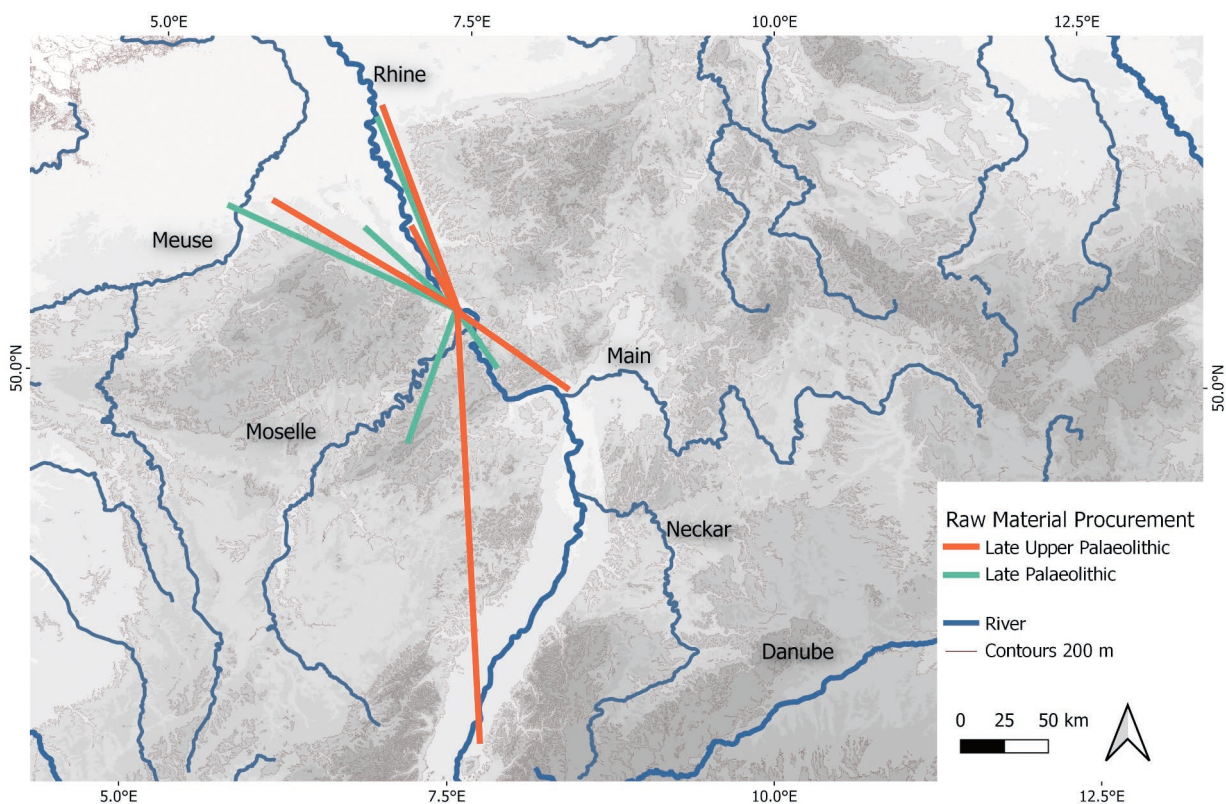 5.0°E
7.5°E
10.0°E
12.5°E
Rhine
Meuse
50.0°N
Main
50.0°N
Moselle
Neckar
Danube
Raw Material Procurement
Late Upper Palaeolithic
Late Palaeolithic
River
Contours 200 m
0 25 50 km
5.0°E
7.5°E
10.0°E
12.5°E